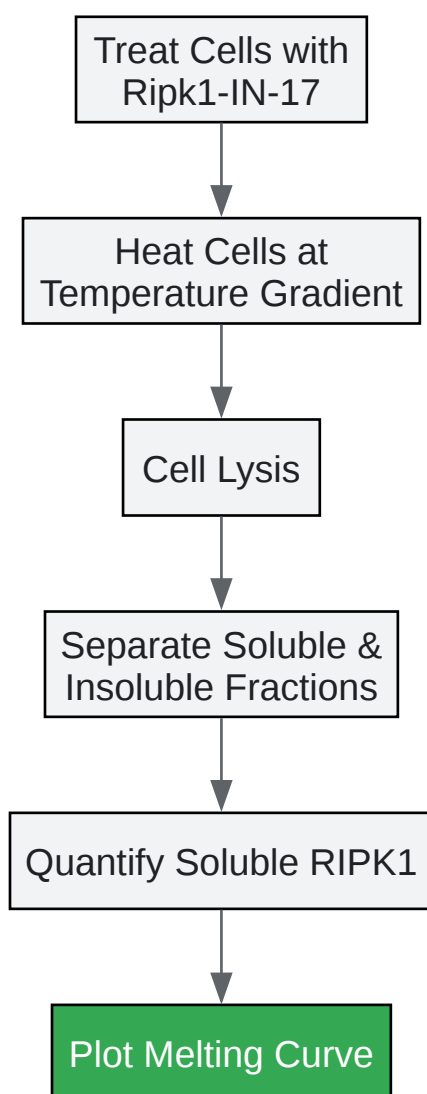 Treat Cells with
Ripk1-IN-17
Heat Cells at
Temperature Gradient
Cell Lysis
Separate Soluble &
Insoluble Fractions
Quantify Soluble RIPK1
Plot Melting Curve